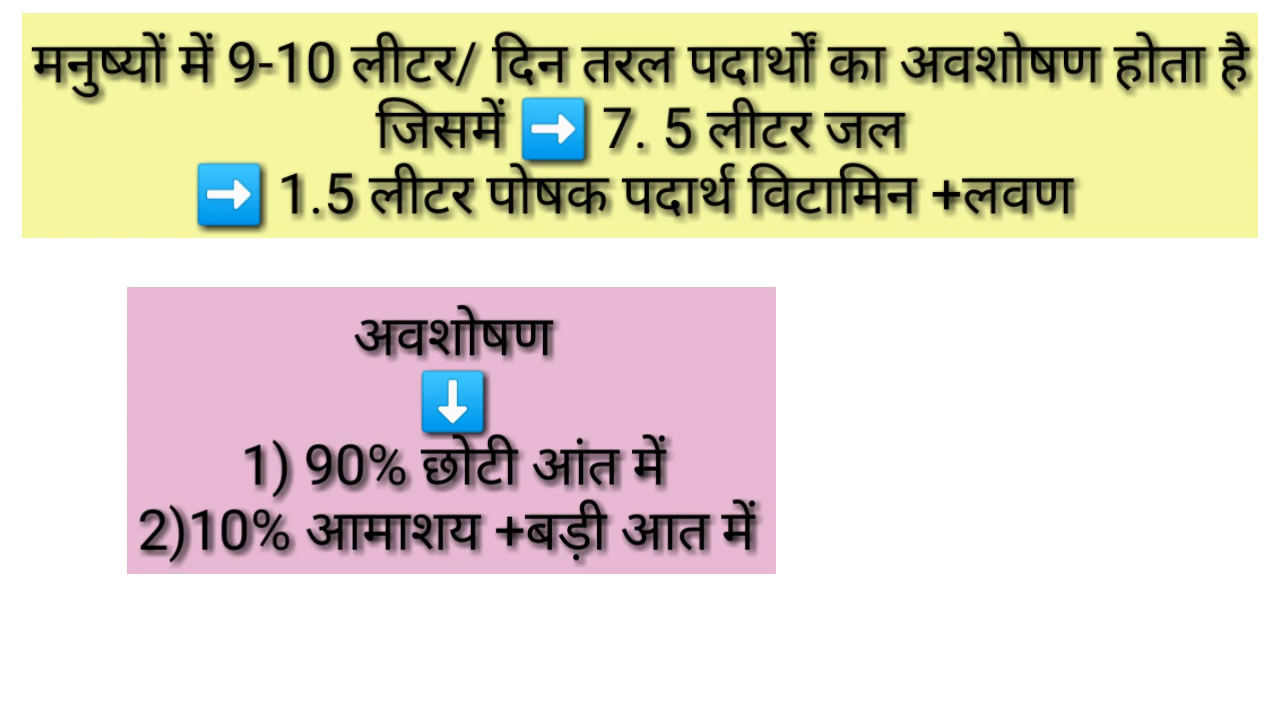 मनुष्यों में 9-10 लीटर/ दिन तरल पदार्थों का अवशोषण होता है
जिसमें ➡️ 7. 5 लीटर जल
➡️ 1.5 लीटर पोषक पदार्थ विटामिन +लवण
अवशोषण
⬇️
1) 90% छोटी आंत में
2)10% आमाशय +बड़ी आत में